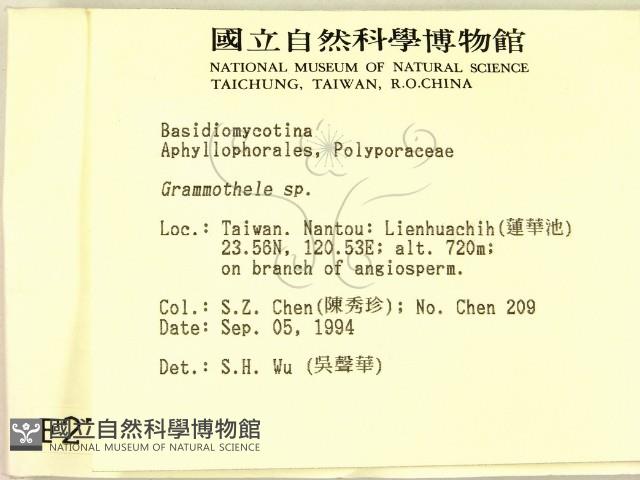 國立自然科學博物館
NATIONAL MUSEUM OF NATURAL SCIENCE
TAICHUNG, TAIWAN, R.O.CHINA
Basidiomycotina
Aphyllophorales, Polyporaceae
Grammothele sp.
Loc.: Taiwan. Nantou: Lienhuachih(蓮華池)
23.56N, 120.53E; alt. 720m;
on branch of angiosperm.
Col.: S.Z. Chen(陳秀珍); No. Chen 209
Date: Sep. 05, 1994
Det.: S.H. Wu (吳聲華)
國立自然科學博物館
NATIONAL MUSEUM OF NATURAL SCIENCE